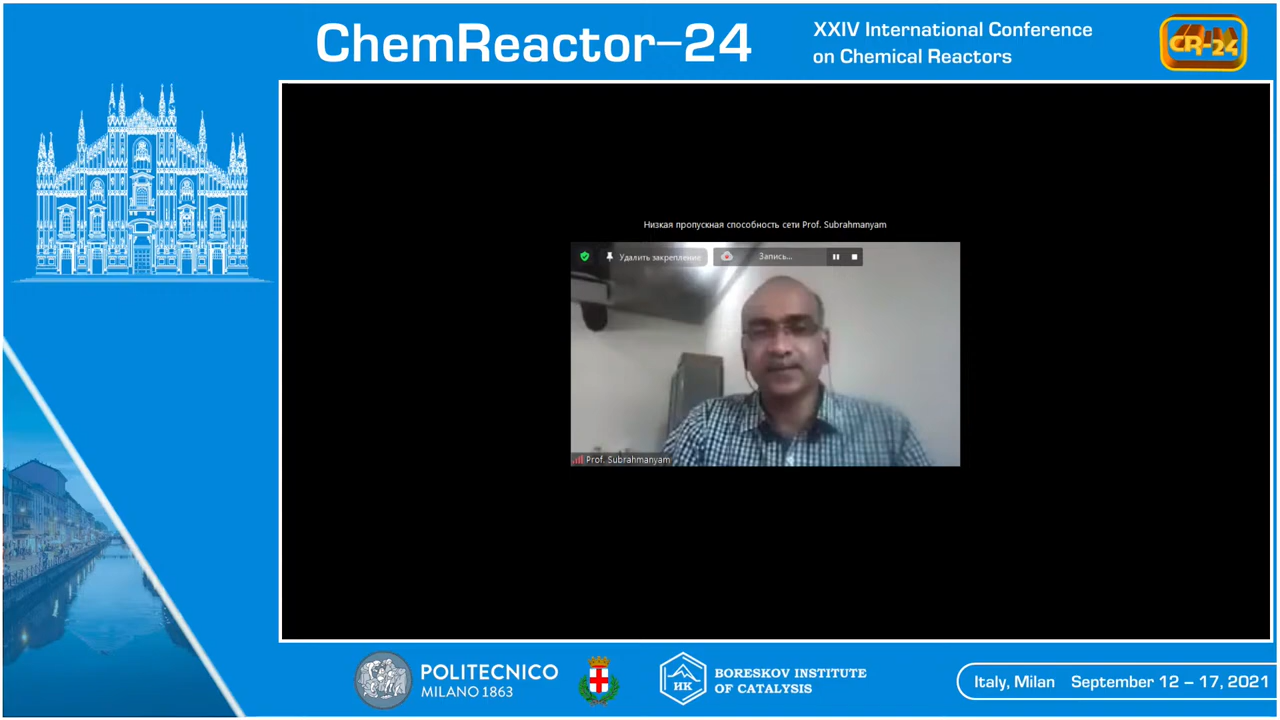 ChemReactor–24
XXIV International Conference
on Chemical Reactors
CR-24
Низкая пропускная способность сети Prof. Subrahmanyam
Удалить закрепление
Запись...
Prof. Subrahmanyam
POLITECNICO
MILANO 1863
НК
BORESKOV INSTITUTE
OF CATALYSIS
Italy, Milan September 12 – 17, 2021